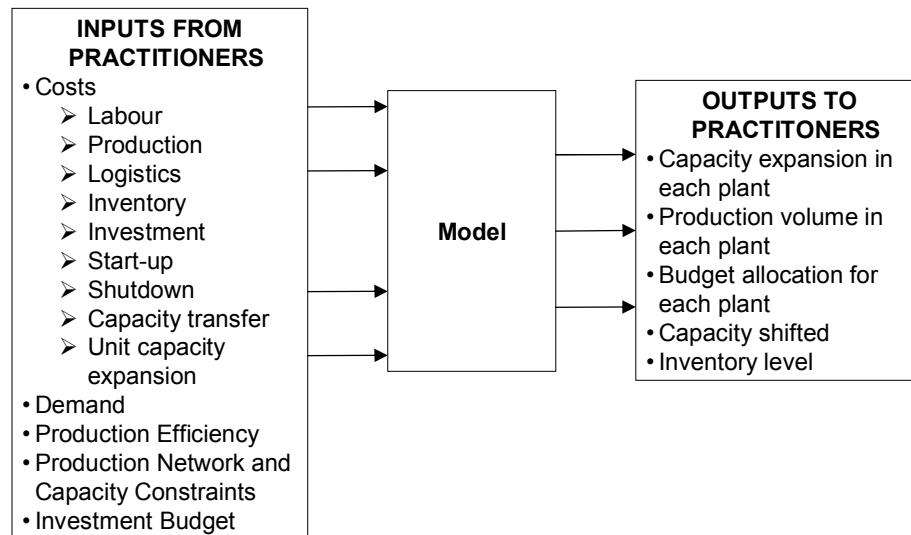 INPUTS FROM
PRACTITIONERS
• Costs
➢ Labour
➢ Production
➢ Logistics
➢ Inventory
➢ Investment
➢ Start-up
➢ Shutdown
➢ Capacity transfer
➢ Unit capacity
expansion
• Demand
• Production Efficiency
• Production Network and
Capacity Constraints
• Investment Budget
Model
OUTPUTS TO
PRACTITONERS
• Capacity expansion in
each plant
• Production volume in
each plant
• Budget allocation for
each plant
• Capacity shifted
• Inventory level